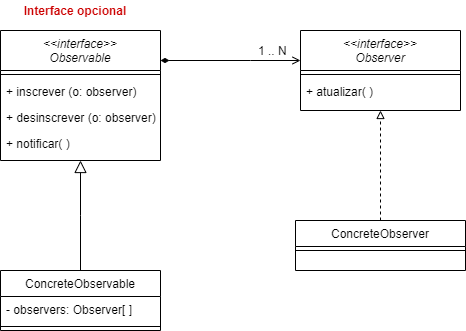 Interface opcional
<<interface>>
Observable
+ inscrever (o: observer)
+ desinscrever (o: observer)
+ notificar( )
1 .. N
<<interface>>
Observer
+ atualizar( )
ConcreteObserver
ConcreteObservable
- observers: Observer[ ]